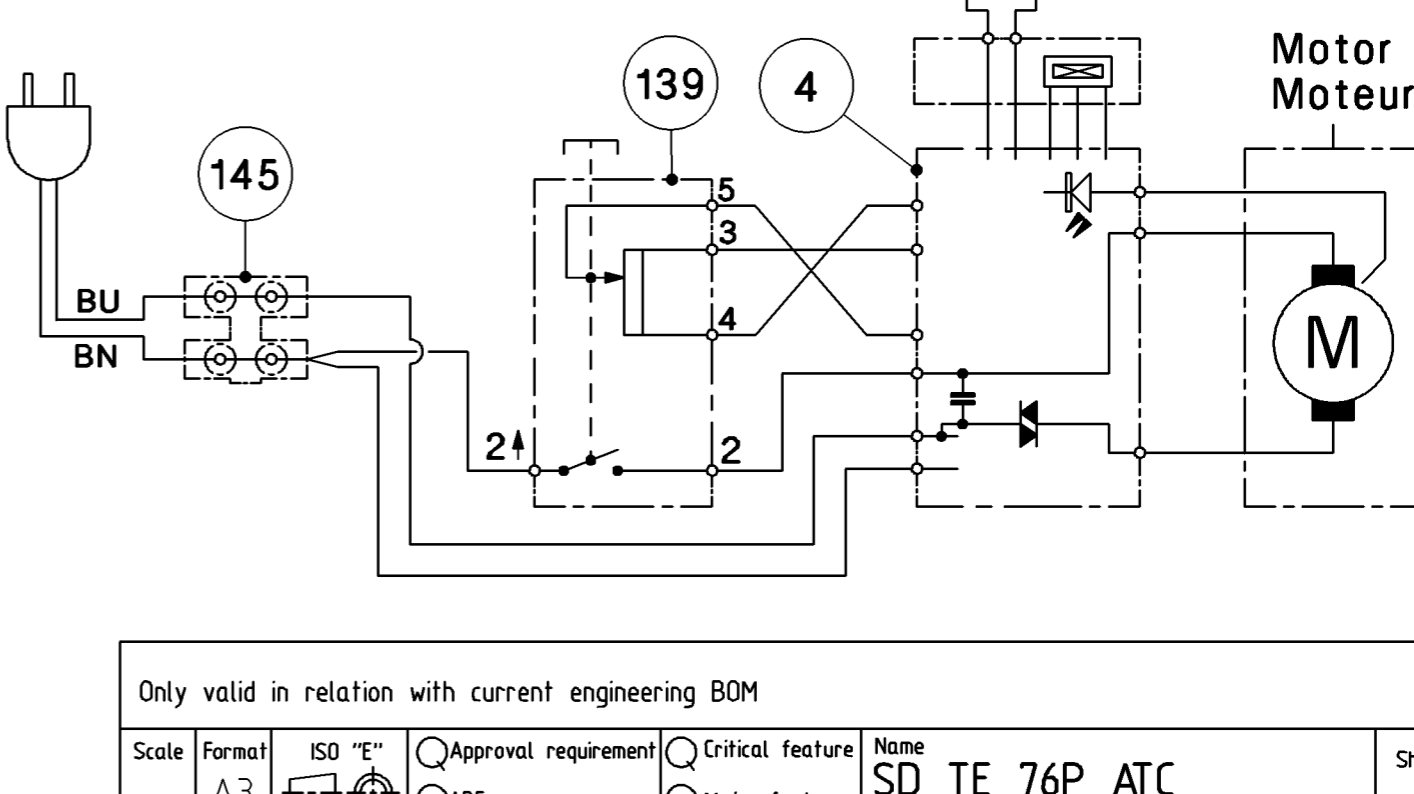 Motor
Moteur
139
4
145
5
3
4
BU
BN
2
2
M
Only valid in relation with current engineering BOM
Scale
Format
ISO "E"
Approval requirement
Critical feature
Name
SD TE 76P ATC
A3